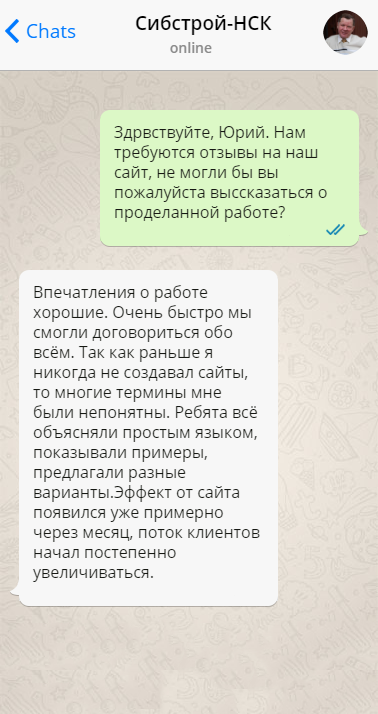 Chats
Сибстрой-НСК
online
Здрвствуйте, Юрий. Нам
требуются отзывы на наш
сайт, не могли бы вы
пожалуйста выссказаться о
проделанной работе?
Впечатления о работе
хорошие. Очень быстро мы
смогли договориться обо
всём. Так как раньше я
никогда не создавал сайты,
то многие термины мне
были непонятны. Ребята всё
объясняли простым языком,
показывали примеры,
предлагали разные
варианты.Эффект от сайта
появился уже примерно
через месяц, поток клиентов
начал постепенно
увеличиваться.